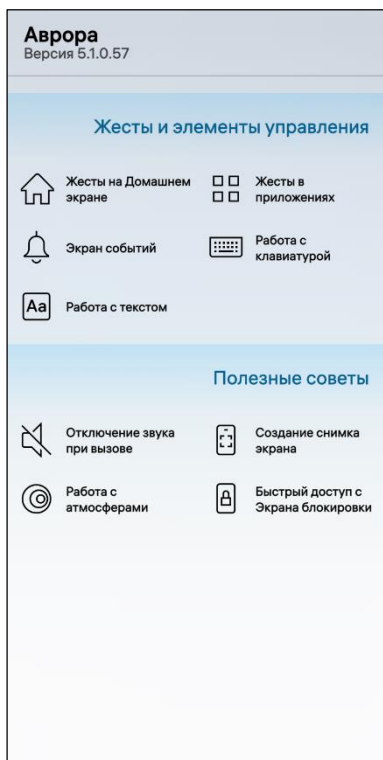 Аврора
Версия 5.1.0.57
Жесты и элементы управления
Жесты на Домашнем
экране
Жесты в
приложениях
Экран событий
Работа с
клавиатурой
Aa
Работа с текстом
Полезные советы
Отключение звука
при вызове
Создание снимка
экрана
Работа с
атмосферами
Быстрый доступ с
Экрана блокировки